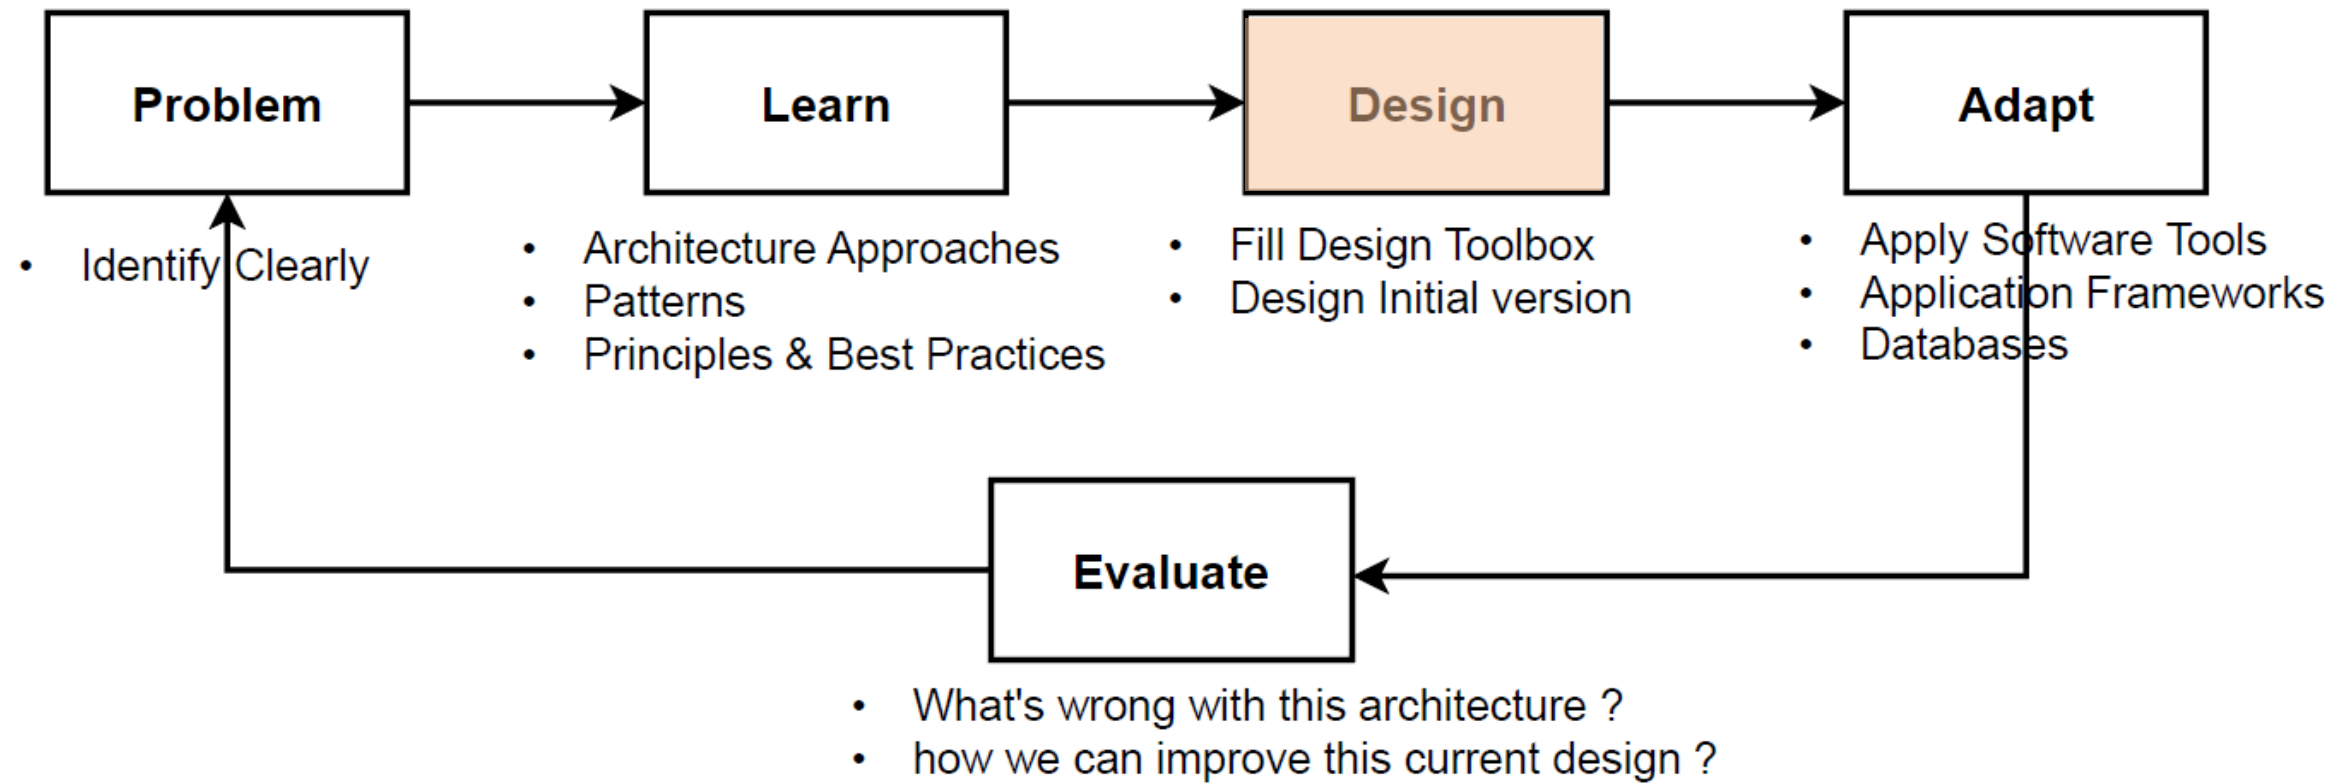 Problem
Learn
Design
Adapt
• Identify Clearly
• Architecture Approaches
• Patterns
• Principles & Best Practices
• Fill Design Toolbox
• Design Initial version
• Apply Software Tools
• Application Frameworks
• Databases
Evaluate
• What's wrong with this architecture ?
• how we can improve this current design ?